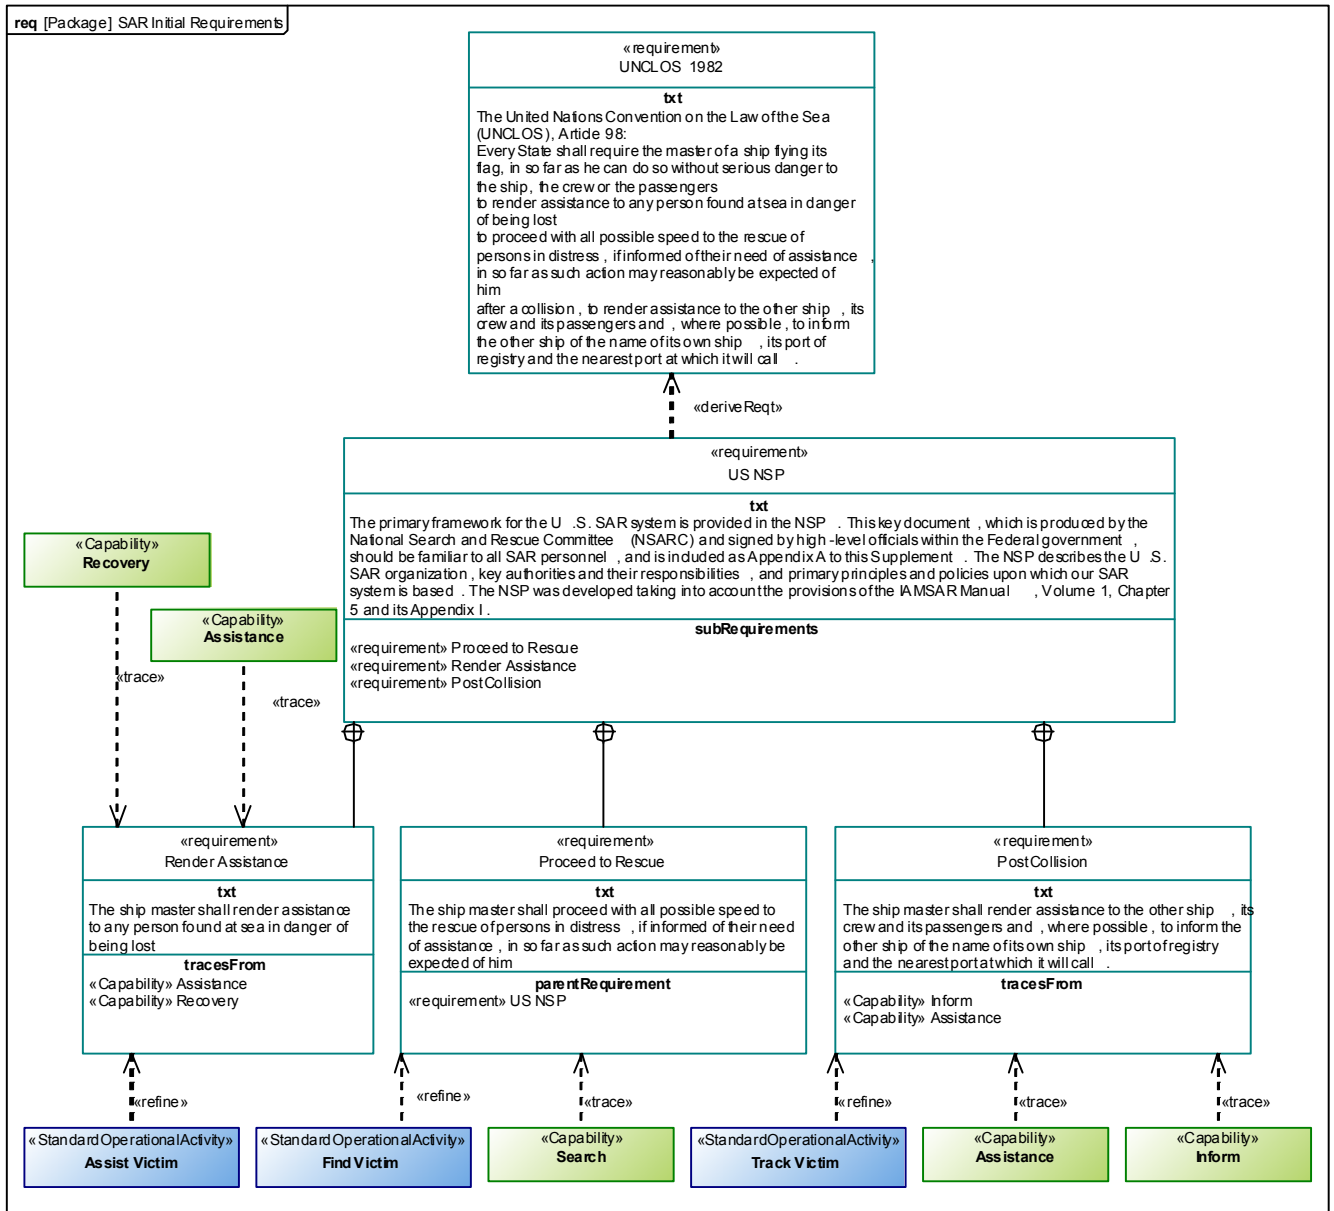 req [Package] SAR Initial Requirements
«requirement»
UNCLOS 1982
txt
The United Nations Convention on the Law of the Sea
(UNCLOS), Article 98:
Every State shall require the master of a ship flying its
flag, in so far as he can do so without serious danger to
the ship, the crew or the passengers
to render assistance to any person found at sea in danger
of being lost
to proceed with all possible speed to the rescue of
persons in distress , if informed of their need of assistance ,
in so far as such action may reasonably be expected of
him
after a collision , to render assistance to the other ship , its
crew and its passengers and , where possible , to inform
the other ship of the name of its own ship , its port of
registry and the nearest port at which it will call .
«deriveReqt»
«requirement»
US NSP
txt
The primary framework for the U .S. SAR system is provided in the NSP . This key document , which is produced by the
National Search and Rescue Committee (NSARC) and signed by high -level officials within the Federal government ,
should be familiar to all SAR personnel , and is included as Appendix A to this Supplement . The NSP describes the U .S.
SAR organization , key authorities and their responsibilities , and primary principles and policies upon which our SAR
system is based . The NSP was developed taking into account the provisions of the IAMSAR Manual , Volume 1, Chapter
5 and its Appendix I .
subRequirements
«requirement» Proceed to Rescue
«requirement» Render Assistance
«requirement» PostCollision
«Capability»
Recovery
«Capability»
Assistance
«trace»
«trace»
«requirement»
Render Assistance
txt
The ship master shall render assistance
to any person found at sea in danger of
being lost
tracesFrom
«Capability» Assistance
«Capability» Recovery
«requirement»
Proceed to Rescue
txt
The ship master shall proceed with all possible speed to
the rescue of persons in distress , if informed of their need
of assistance , in so far as such action may reasonably be
expected of him
parentRequirement
«requirement» US NSP
«requirement»
PostCollision
txt
The ship master shall render assistance to the other ship , its
crew and its passengers and , where possible , to inform the
other ship of the name of its own ship , its port of registry
and the nearest port at which it will call .
tracesFrom
«Capability» Inform
«Capability» Assistance
«refine»
«refine»
«trace»
«refine»
«trace»
«trace»
«StandardOperationalActivity»
Assist Victim
«StandardOperationalActivity»
Find Victim
«Capability»
Search
«StandardOperationalActivity»
Track Victim
«Capability»
Assistance
«Capability»
Inform